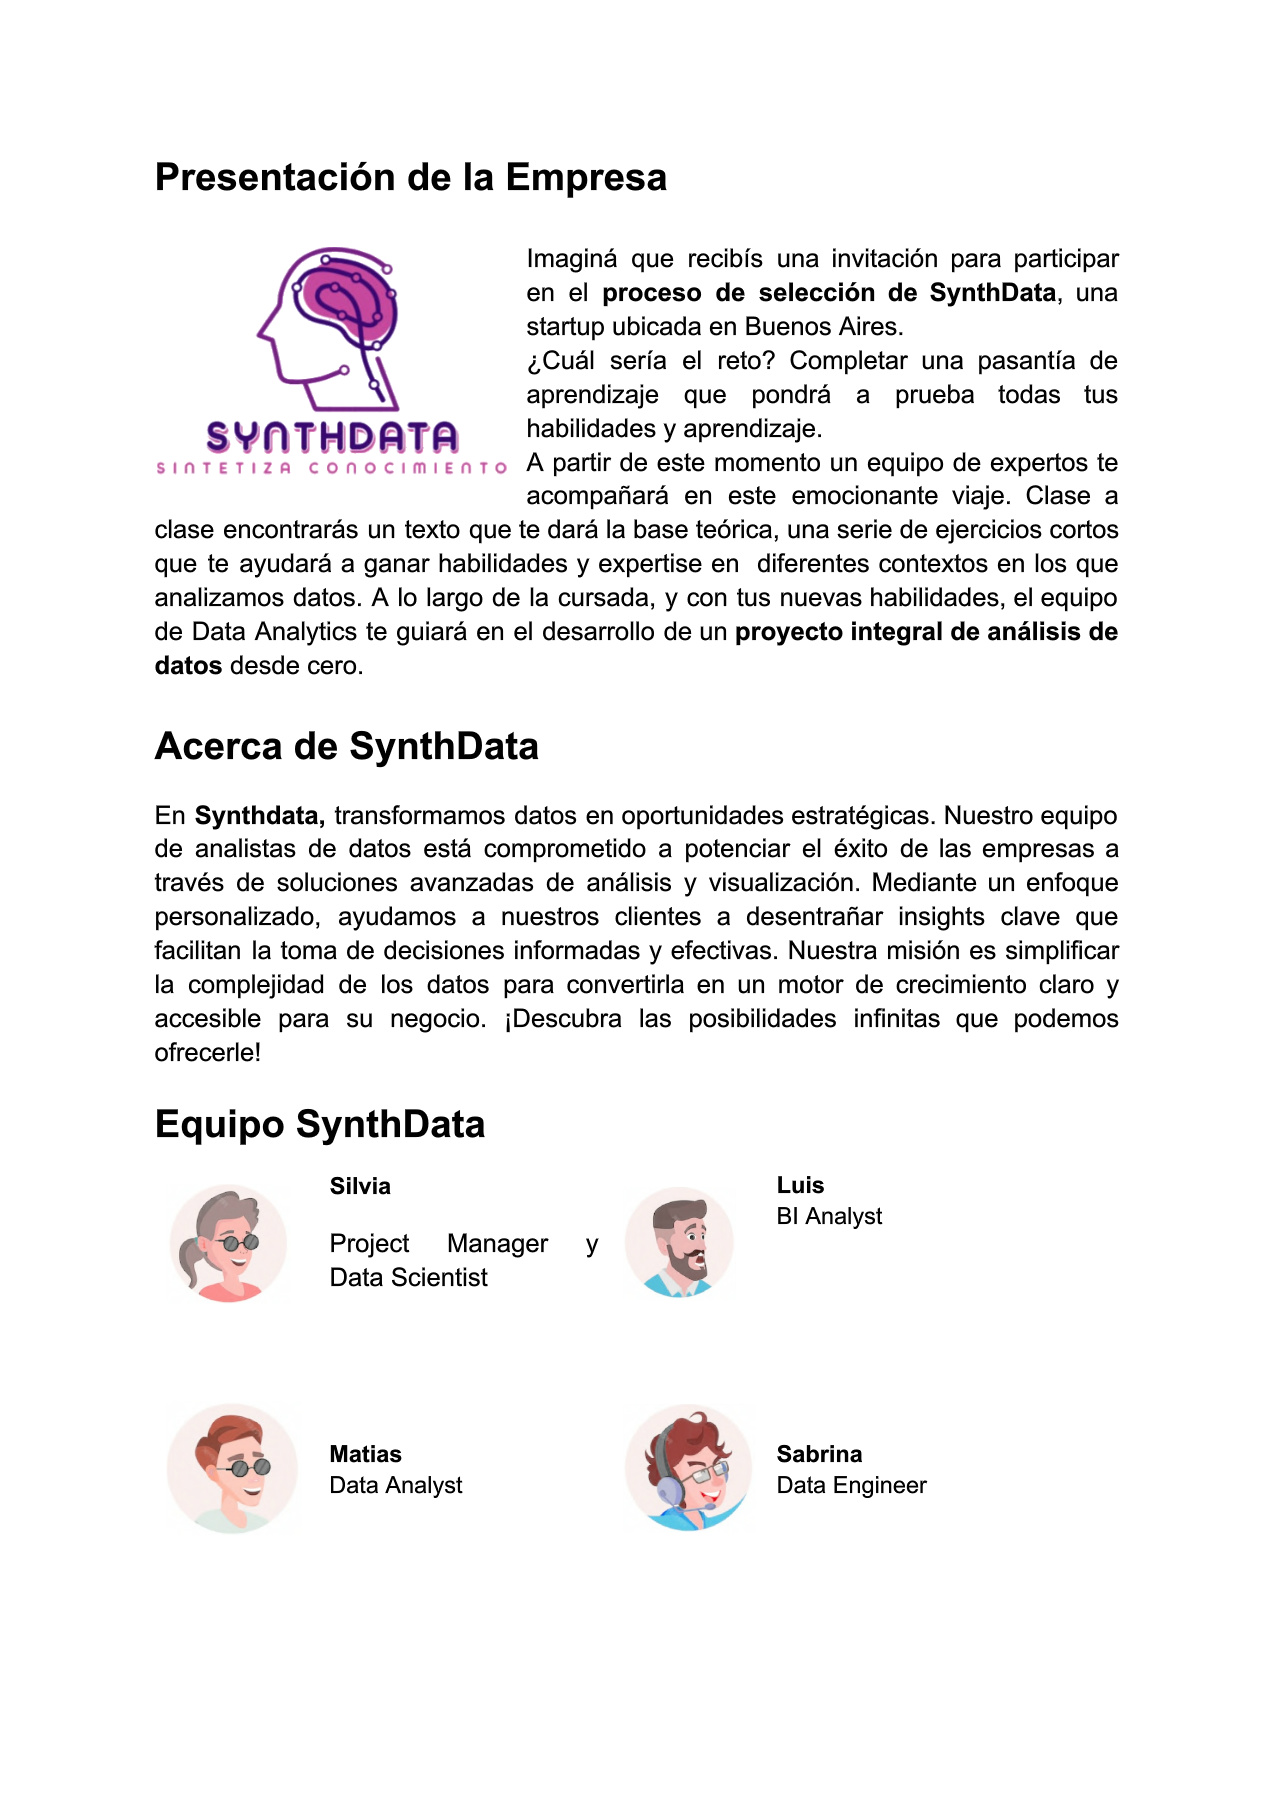 Presentación de la Empresa
SYNTHDATA
SINTETIZA CONOCIMIENTO
Imaginá que recibís una invitación para participar
en el proceso de selección de SynthData, una
startup ubicada en Buenos Aires.
¿Cuál sería el reto? Completar una pasantía de
aprendizaje que pondrá a prueba todas tus
habilidades y aprendizaje.
A partir de este momento un equipo de expertos te
acompañará en este emocionante viaje. Clase a
clase encontrarás un texto que te dará la base teórica, una serie de ejercicios cortos
que te ayudará a ganar habilidades y expertise en diferentes contextos en los que
analizamos datos. A lo largo de la cursada, y con tus nuevas habilidades, el equipo
de Data Analytics te guiará en el desarrollo de un proyecto integral de análisis de
datos desde cero.
Acerca de SynthData
En Synthdata, transformamos datos en oportunidades estratégicas. Nuestro equipo
de analistas de datos está comprometido a potenciar el éxito de las empresas a
través de soluciones avanzadas de análisis y visualización. Mediante un enfoque
personalizado, ayudamos a nuestros clientes a desentrañar insights clave que
facilitan la toma de decisiones informadas y efectivas. Nuestra misión es simplificar
la complejidad de los datos para convertirla en un motor de crecimiento claro y
accesible para su negocio. ¡Descubra las posibilidades infinitas que podemos
ofrecerle!
Equipo SynthData
Silvia
Project Manager y
Data Scientist
Luis
BI Analyst
Matias
Data Analyst
Sabrina
Data Engineer